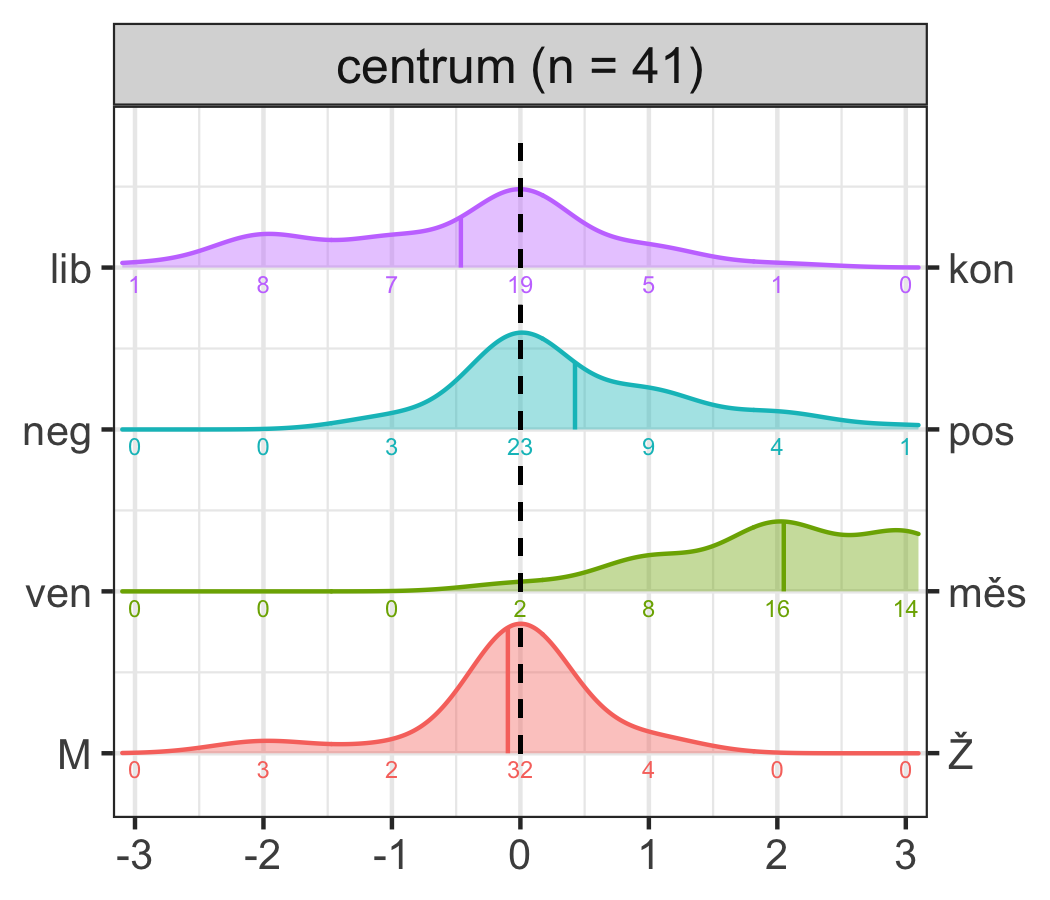 centrum (n = 41)
lib kon
1 8 7 19 5 1 0
neg pos
0 0 3 23 9 4 1
ven měs
0 0 0 2 8 16 14
M Ž
0 3 2 32 4 0 0
-3 -2 -1 0 1 2 3